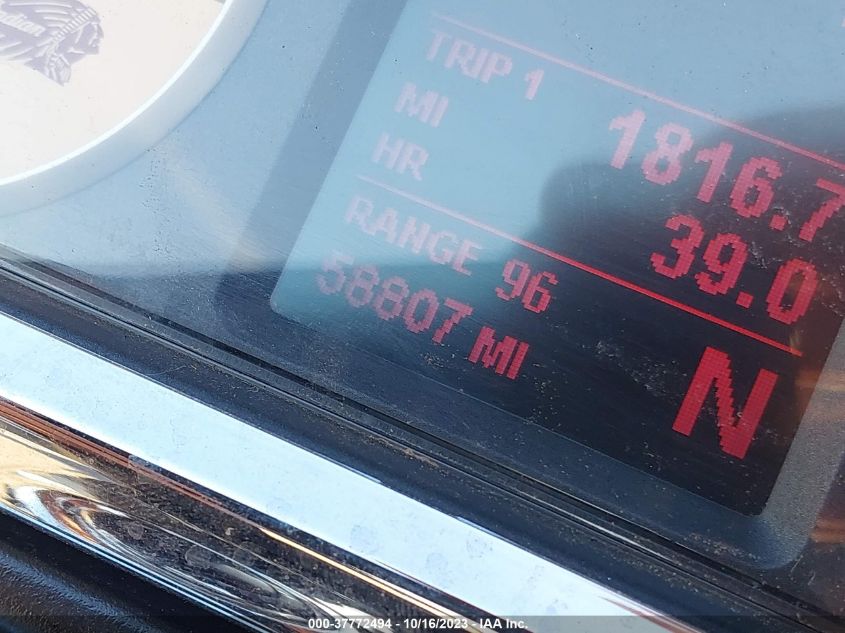 Indian
TRIP 1
MI 1816.7
HR 39.0
RANGE 96
58807 MI
N
000-37772494 - 10/16/2023 - IAA Inc.